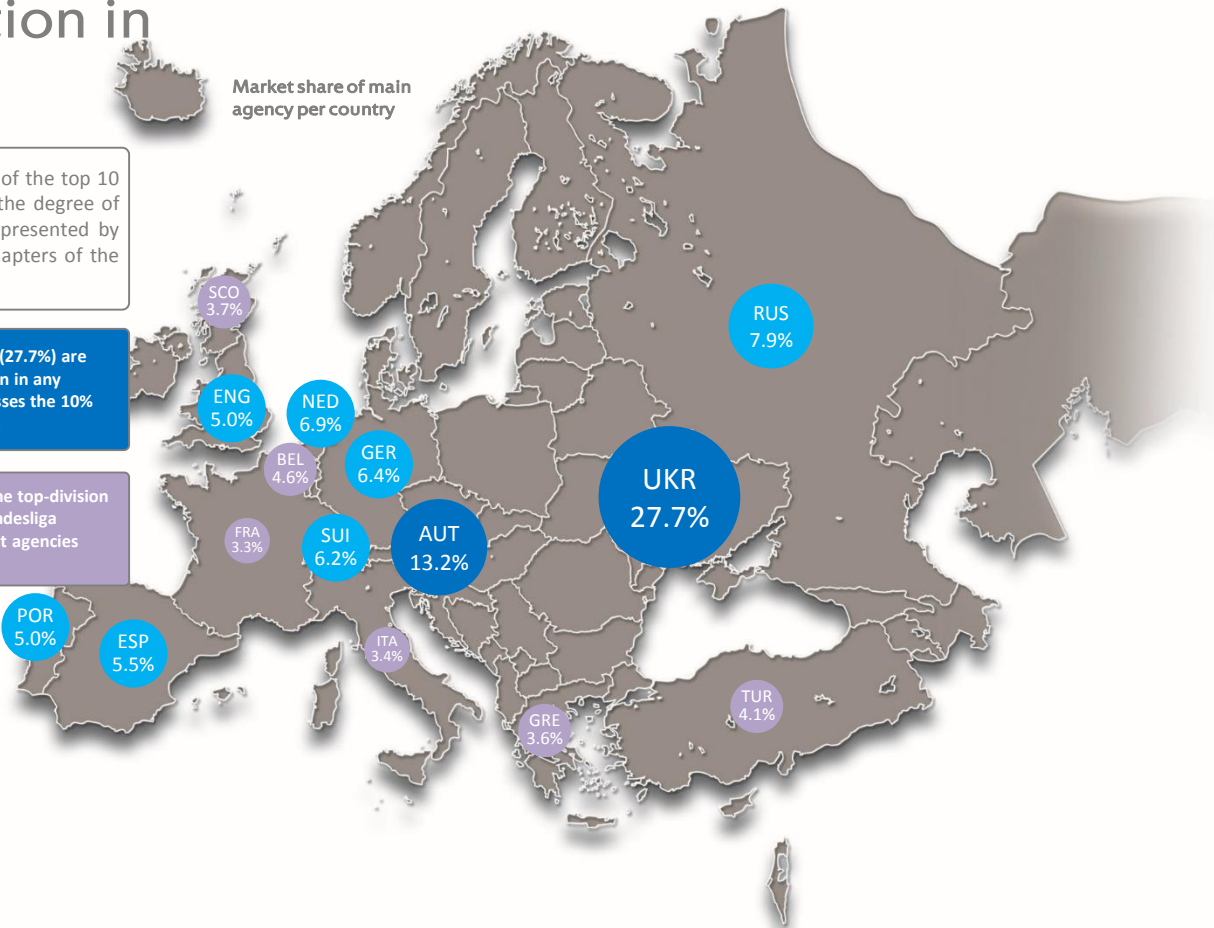 tion in
Market share of main
agency per country
of the top 10
the degree of
presented by
apters of the
(27.7%) are
n in any
sses the 10%
he top-division
ndesliga
t agencies
SCO
3.7%
RUS
7.9%
ENG
5.0%
NED
6.9%
BEL
4.6%
GER
6.4%
UKR
27.7%
FRA
3.3%
SUI
6.2%
AUT
13.2%
POR
5.0%
ESP
5.5%
ITA
3.4%
TUR
4.1%
GRE
3.6%